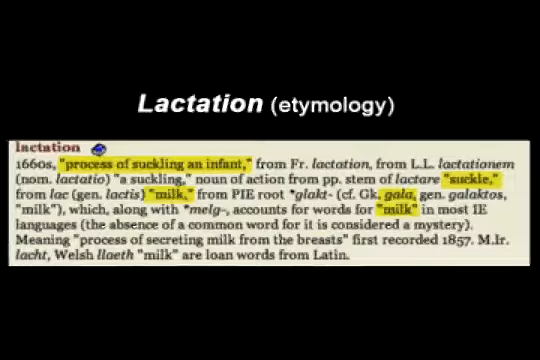 Lactation (etymology)
lactation
1660s, "process of suckling an infant," from Fr. lactation, from L.L. lactationem
(nom. lactatio) "a suckling," noun of action from pp. stem of lactare "suckle,"
from lac (gen. lactis) "milk," from PIE root *glakt- (cf. Gk. gala, gen. galaktos,
"milk"), which, along with *melg-, accounts for words for "milk" in most IE
languages (the absence of a common word for it is considered a mystery).
Meaning "process of secreting milk from the breasts" first recorded 1857. M.Ir.
lacht, Welsh llaeth "milk" are loan words from Latin.